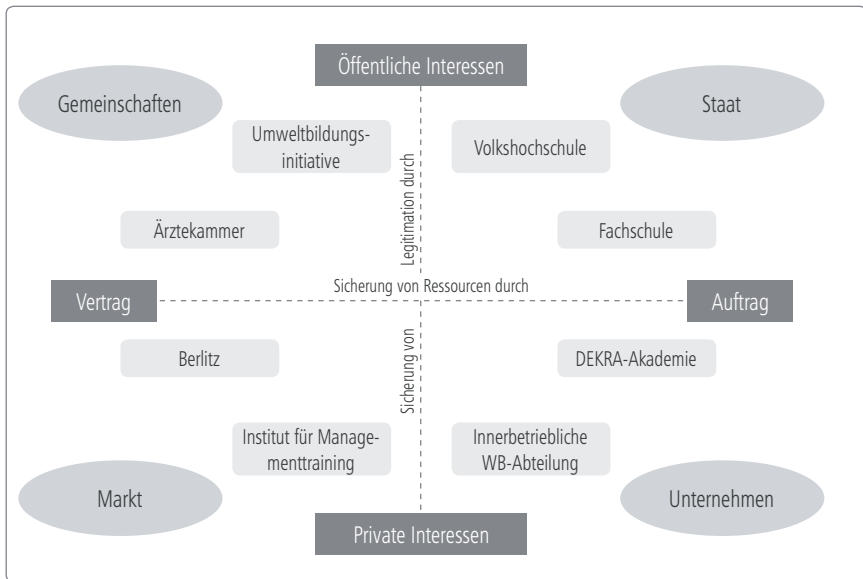 Öffentliche Interessen
Gemeinschaften
Staat
Umweltbildungs-
initiative
Volkshochschule
Legitimation durch
Ärztekammer
Fachschule
Sicherung von Ressourcen durch
Vertrag
Auftrag
Sicherung von
Berlitz
DEKRA-Akademie
Institut für Manage-
menttraining
Innerbetriebliche
WB-Abteilung
Markt
Unternehmen
Private Interessen